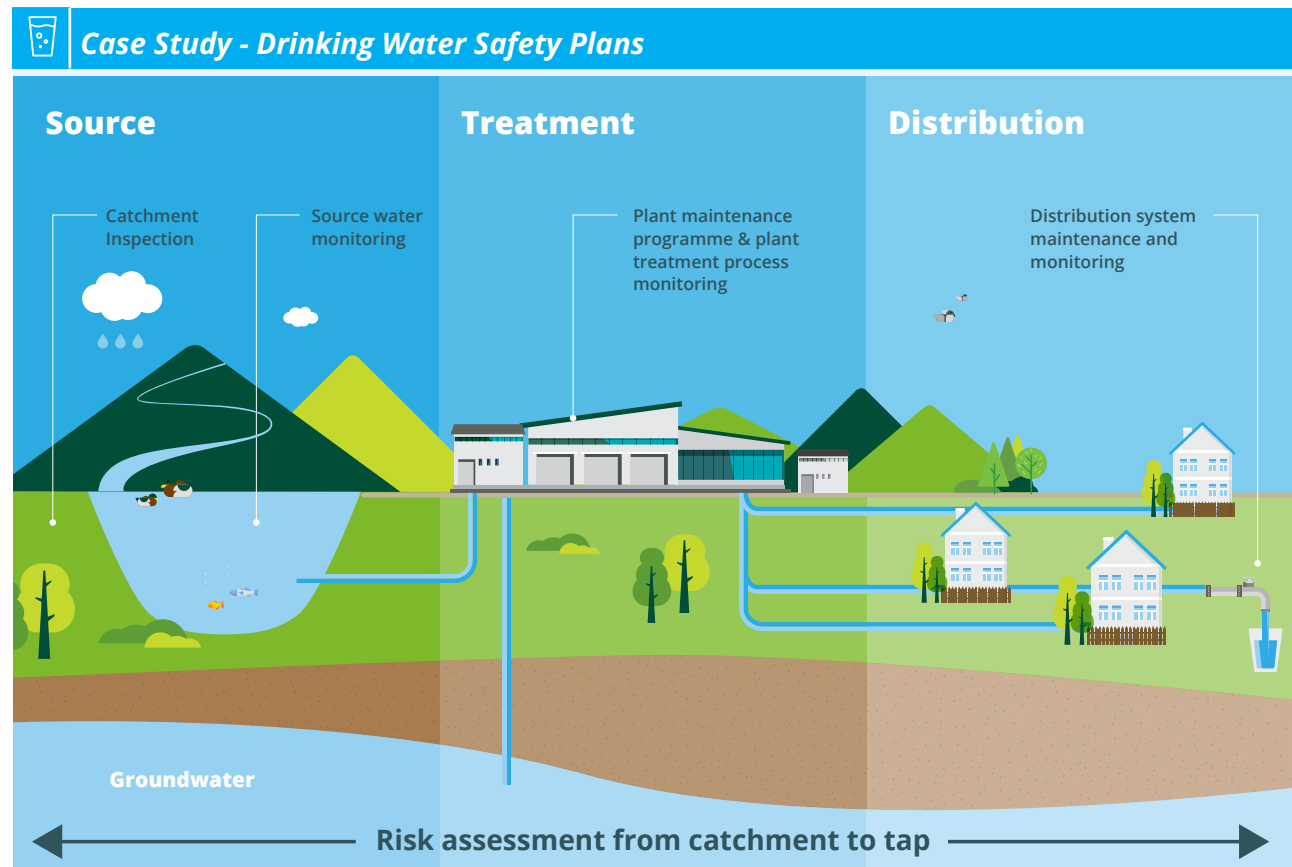 Case Study - Drinking Water Safety Plans
Source
Treatment
Distribution
Catchment
Inspection
Source water
monitoring
Plant maintenance
programme & plant
treatment process
monitoring
Distribution system
maintenance and
monitoring
Groundwater
Risk assessment from catchment to tap